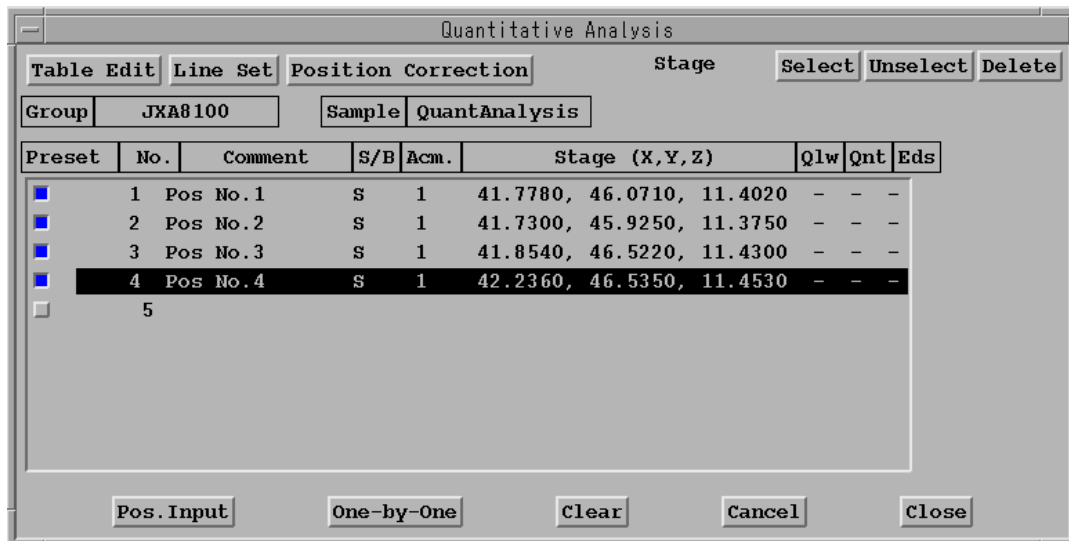 Quantitative Analysis
Table Edit Line Set Position Correction Stage Select Unselect Delete
Group JXA8100 Sample QuantAnalysis
Preset No. Comment S/B Acm. Stage (X,Y,Z) Qlw Qnt Eds
1 Pos No.1 S 1 41.7780, 46.0710, 11.4020 - - -
2 Pos No.2 S 1 41.7300, 45.9250, 11.3750 - - -
3 Pos No.3 S 1 41.8540, 46.5220, 11.4300 - - -
4 Pos No.4 S 1 42.2360, 46.5350, 11.4530 - - -
5
Pos.Input One-by-One Clear Cancel Close